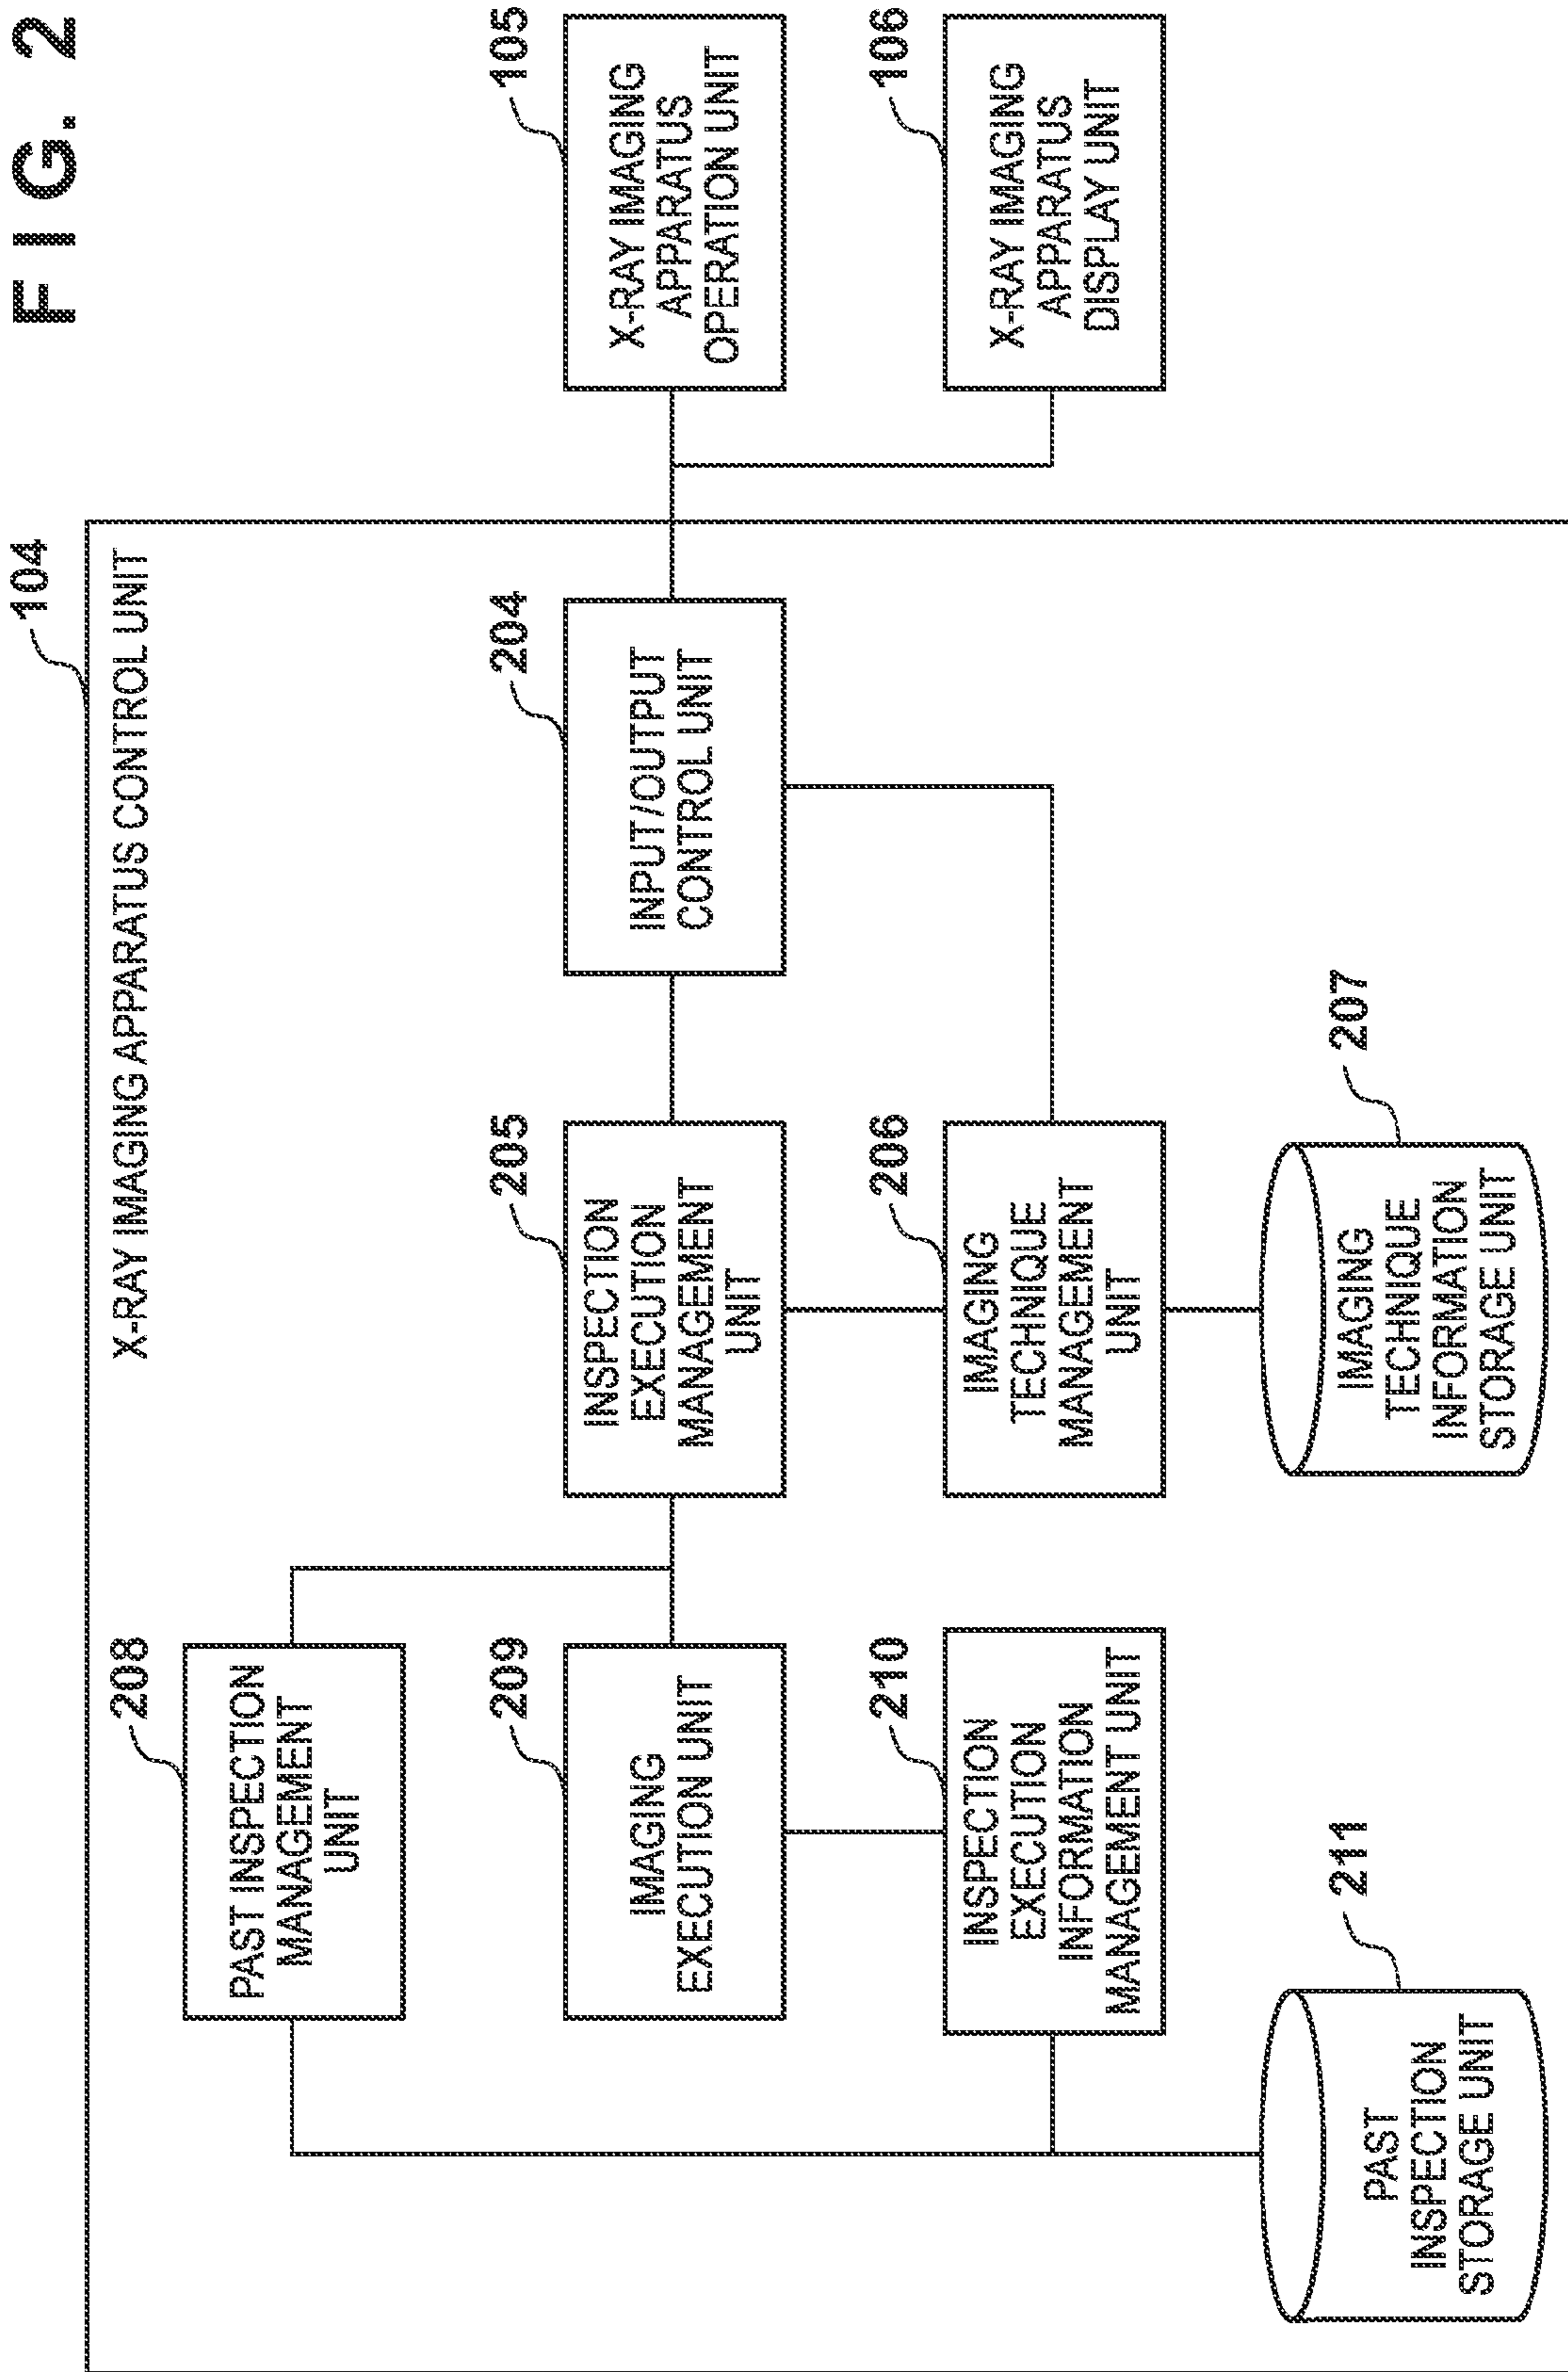 FIG. 2
104
X-RAY IMAGING APPARATUS CONTROL UNIT
208
PAST INSPECTION
MANAGEMENT
UNIT
209
IMAGING
EXECUTION UNIT
205
INSPECTION
EXECUTION
MANAGEMENT
UNIT
204
INPUT/OUTPUT
CONTROL UNIT
105
X-RAY IMAGING
APPARATUS
OPERATION UNIT
210
INSPECTION
EXECUTION
INFORMATION
MANAGEMENT UNIT
206
IMAGING
TECHNIQUE
MANAGEMENT
UNIT
106
X-RAY IMAGING
APPARATUS
DISPLAY UNIT
211
PAST
INSPECTION
STORAGE UNIT
207
IMAGING
TECHNIQUE
INFORMATION
STORAGE UNIT